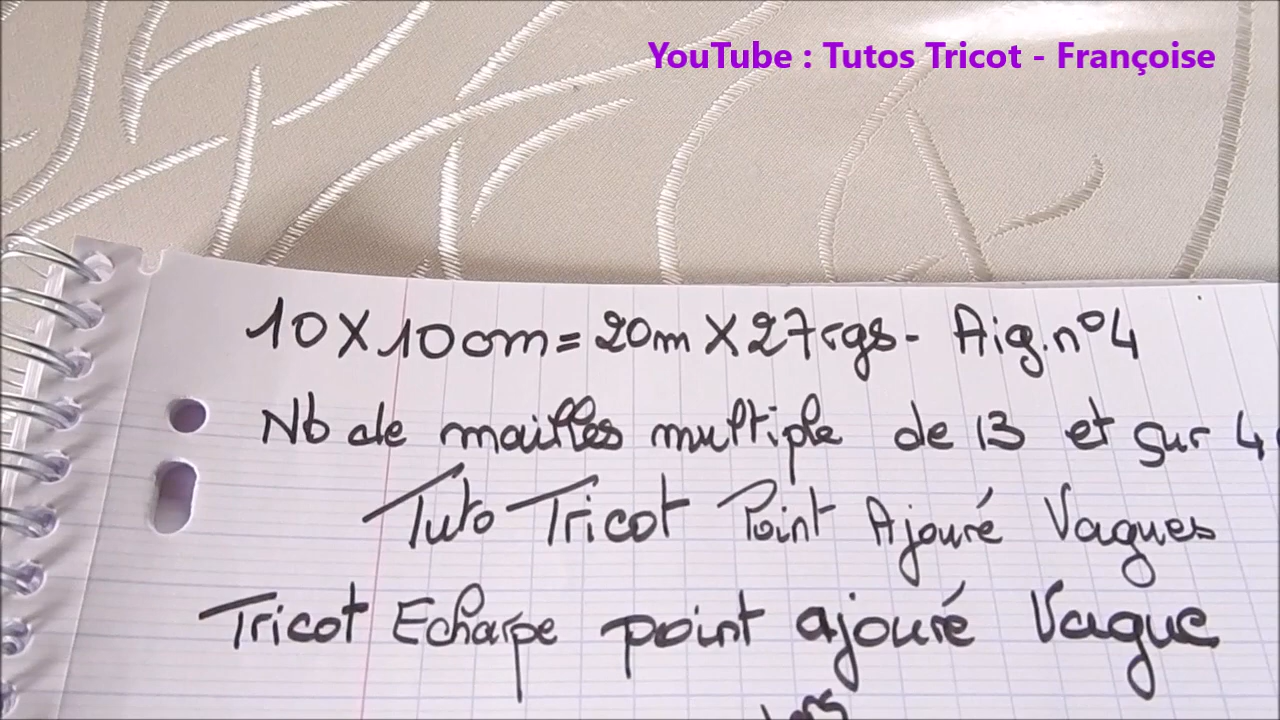 YouTube : Tutos Tricot - Françoise
10 X 10 cm = 20m X 27 rgs - Aig. n° 4
Nb de mailles multiple de 13 et sur 4
Tuto Tricot Point Ajouré Vagues
Tricot Echarpe point ajouré Vague